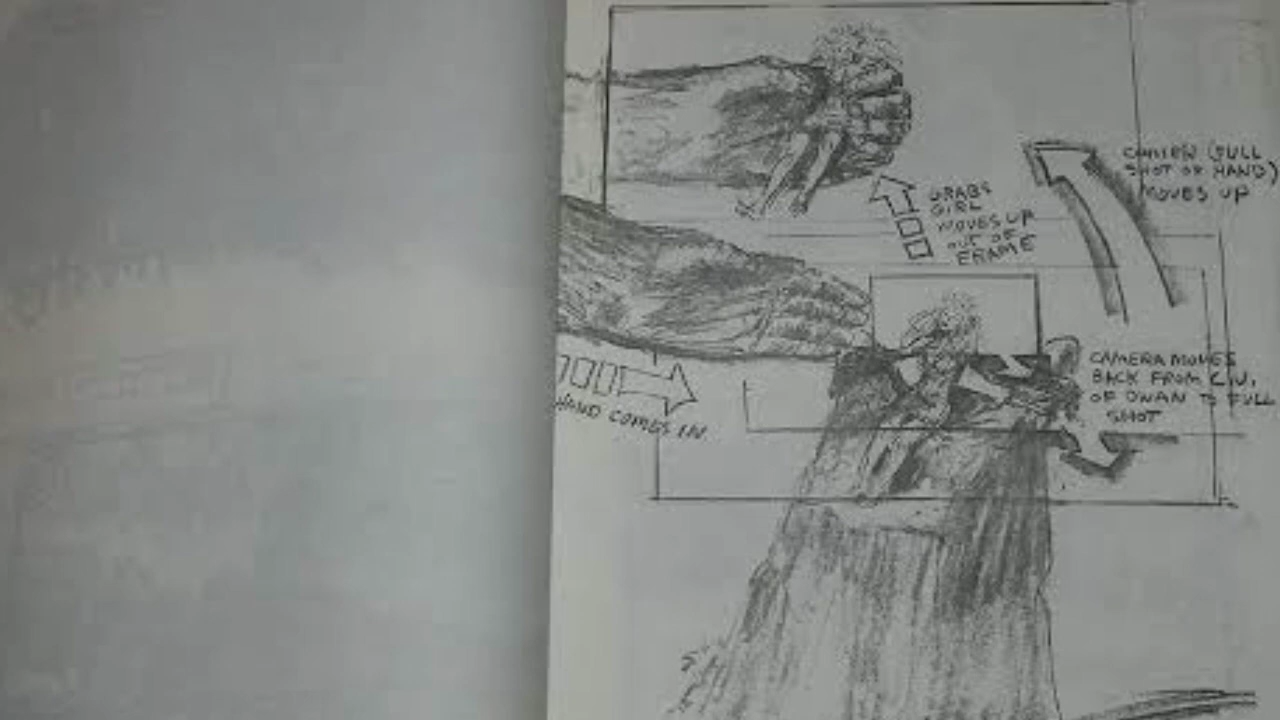 CAMERA (FULL
SHOT OF HAND)
MOVES UP
GRABS
GIRL
MOVES UP
OUT OF
FRAME
CAMERA MOVES
BACK FROM C.U.
OF DWAN TO FULL
SHOT
HAND COMES IN